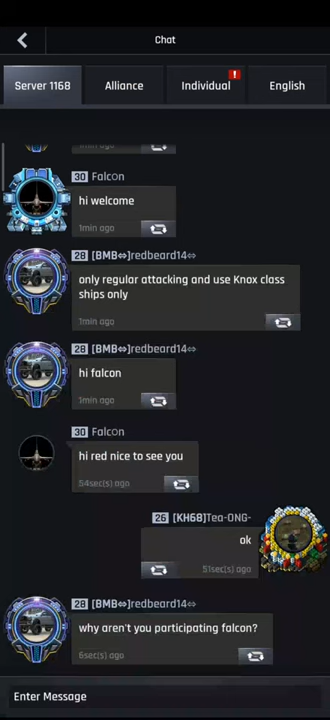 Chat
Server 1168
Alliance
Individual
!
English
1min ago
30 Falcon
hi welcome
1min ago
28 [BMB⇔]redbeard14⇔
only regular attacking and use Knox class
ships only
1min ago
28 [BMB⇔]redbeard14⇔
hi falcon
1min ago
30 Falcon
hi red nice to see you
54sec(s) ago
26 [KH68]Tea-ONG-
ok
51sec(s) ago
28 [BMB⇔]redbeard14⇔
why aren't you participating falcon?
6sec(s) ago
Enter Message